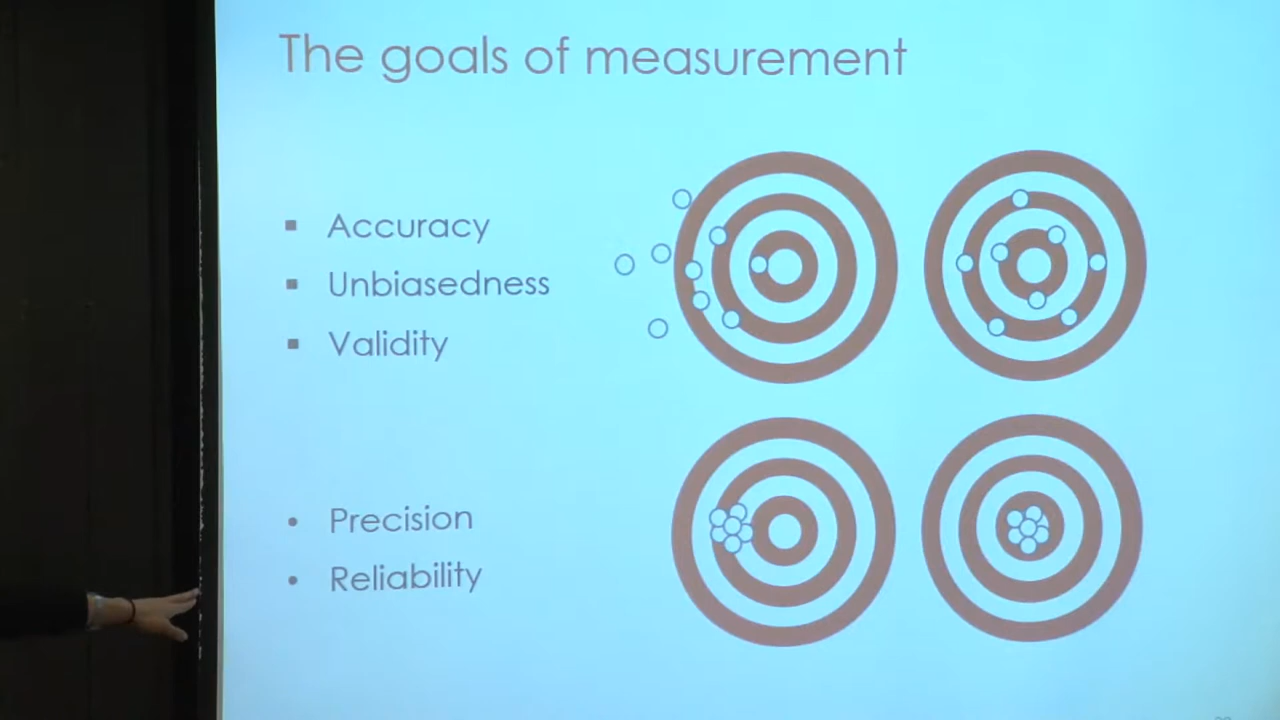 The goals of measurement
▪ Accuracy
▪ Unbiasedness
▪ Validity
• Precision
• Reliability